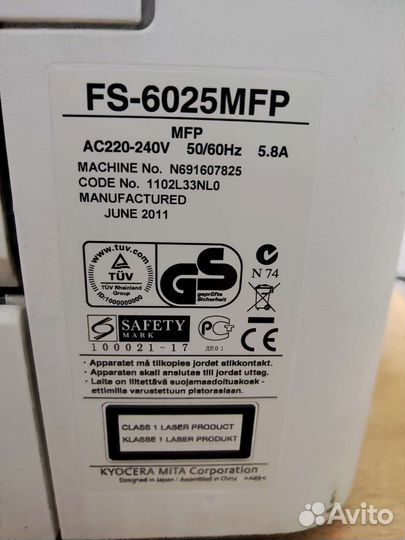 FS-6025MFP
MFP
AC220-240V 50/60Hz 5.8A
MACHINE No. N691607825
CODE No. 1102L33NL0
MANUFACTURED
JUNE 2011
www.tuv.com
TÜV
TÜV Rheinland
Group
ID:7000000000
GS
geprüfte
Sicherheit
N 74
SAFETY
MARK
100021-17
CE
• Apparatet må tilkoples jordet stikkontakt.
• Apparaten skall anslutas till jordat uttag.
• Laite on liitettävä suojamaadoituskosk -
ettimilla varustettuun pistorasiaan.
CLASS 1 LASER PRODUCT
KLASSE 1 LASER PRODUKT
KYOCERA MITA Corporation
Designed in Japan / Assembled in China >ABS<
Avito